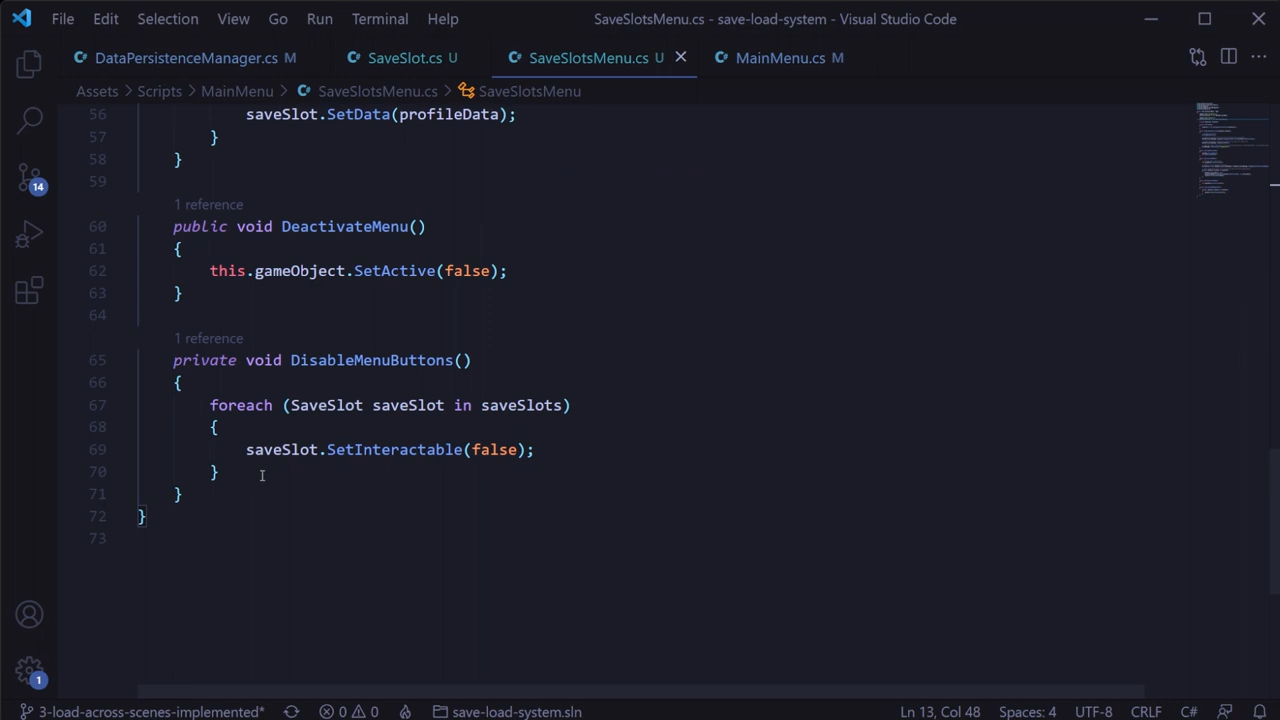 File Edit Selection View Go Run Terminal Help SaveSlotsMenu.cs - save-load-system - Visual Studio Code
DataPersistenceManager.cs M SaveSlot.cs U SaveSlotsMenu.cs U MainMenu.cs M
Assets > Scripts > MainMenu > SaveSlotsMenu.cs > SaveSlotsMenu
56 saveSlot.SetData(profileData);
57 }
58 }
59
1 reference
60 public void DeactivateMenu()
61 {
62 this.gameObject.SetActive(false);
63 }
64
1 reference
65 private void DisableMenuButtons()
66 {
67 foreach (SaveSlot saveSlot in saveSlots)
68 {
69 saveSlot.SetInteractable(false);
70 }
71 }
72 }
73
14
1
3-load-across-scenes-implemented* 0 0 save-load-system.sln Ln 13, Col 48 Spaces: 4 UTF-8 CRLF C#